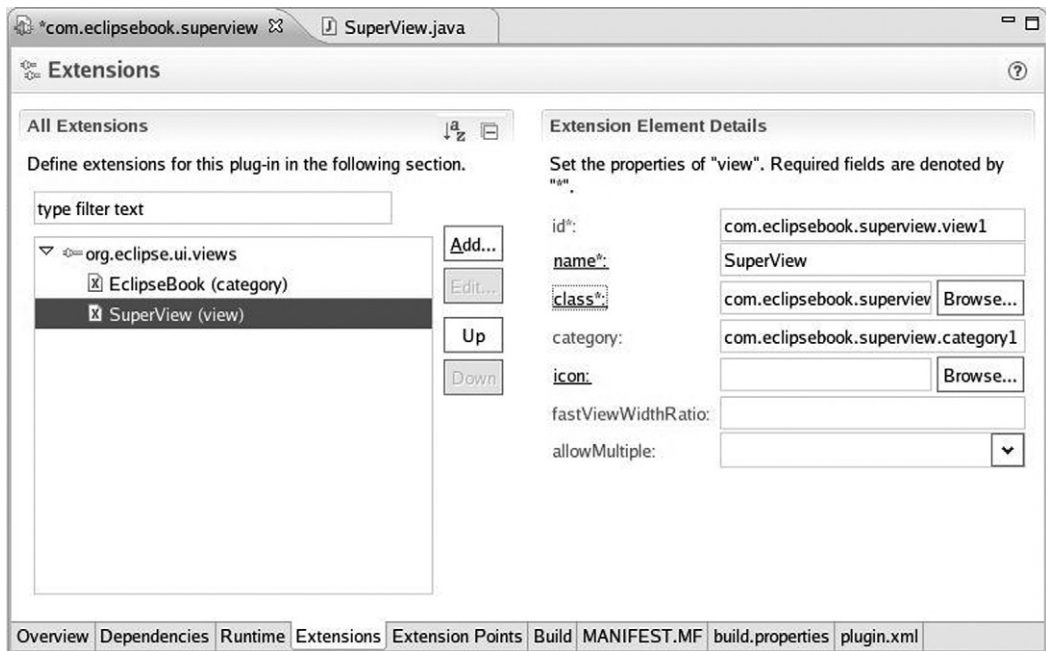 *com.eclipsebook.superview
SuperView.java
Extensions
All Extensions
Define extensions for this plug-in in the following section.
type filter text
org.eclipse.ui.views
EclipseBook (category)
SuperView (view)
Add...
Edit...
Up
Down
Extension Element Details
Set the properties of "view". Required fields are denoted by
"*".
id*: com.eclipsebook.superview.view1
name*: SuperView
class*: com.eclipsebook.superview Browse...
category: com.eclipsebook.superview.category1
icon: Browse...
fastViewWidthRatio:
allowMultiple:
Overview Dependencies Runtime Extensions Extension Points Build MANIFEST.MF build.properties plugin.xml